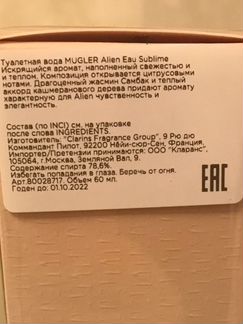 Туалетная вода MUGLER Alien Eau Sublime
Искрящийся аромат, наполненный свежестью и
и теплом. Композиция открывается цитрусовыми
нотами. Драгоценный жасмин Самбак и теплый
аккорд кашмеранового дерева придают аромату
характерную для Alien чувственность и
элегантность.
Состав (по INCI) см. на упаковке
после слова INGREDIENTS.
Изготовитель: "Clarins Fragrance Group", 9 Рю дю
Командант Пилот, 92200 Нёйи-сюр-Сен, Франция.
Импортер/Претензии принимаются: ООО "Кларанс",
105064, г.Москва, Земляной Вал, 9.
Содержание спирта 78,6%.
Избегать попадания в глаза. Беречь от огня.
Арт.80028717. Объем 60 мл.
Годен до: 01.10.2022
EAC